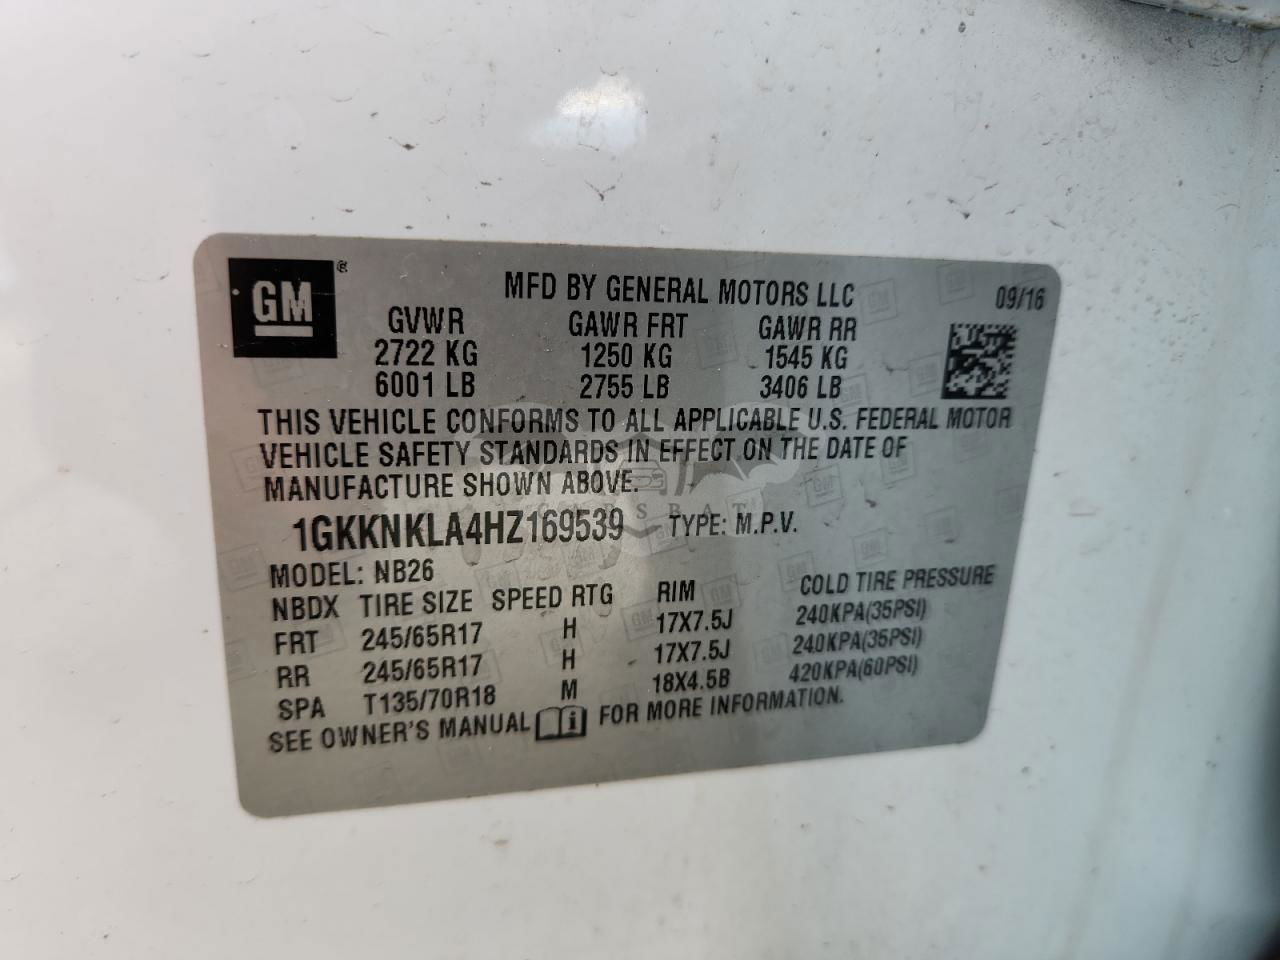 GM ®
MFD BY GENERAL MOTORS LLC 09/16
GVWR GAWR FRT GAWR RR
2722 KG 1250 KG 1545 KG
6001 LB 2755 LB 3406 LB
THIS VEHICLE CONFORMS TO ALL APPLICABLE U.S. FEDERAL MOTOR
VEHICLE SAFETY STANDARDS IN EFFECT ON THE DATE OF
MANUFACTURE SHOWN ABOVE.
CARSBAT
1GKKNKLA4HZ169539 TYPE: M.P.V.
MODEL: NB26
NBDX TIRE SIZE SPEED RTG RIM COLD TIRE PRESSURE
FRT 245/65R17 H 17X7.5J 240KPA(35PSI)
RR 245/65R17 H 17X7.5J 240KPA(35PSI)
SPA T135/70R18 M 18X4.5B 420KPA(60PSI)
SEE OWNER'S MANUAL FOR MORE INFORMATION.